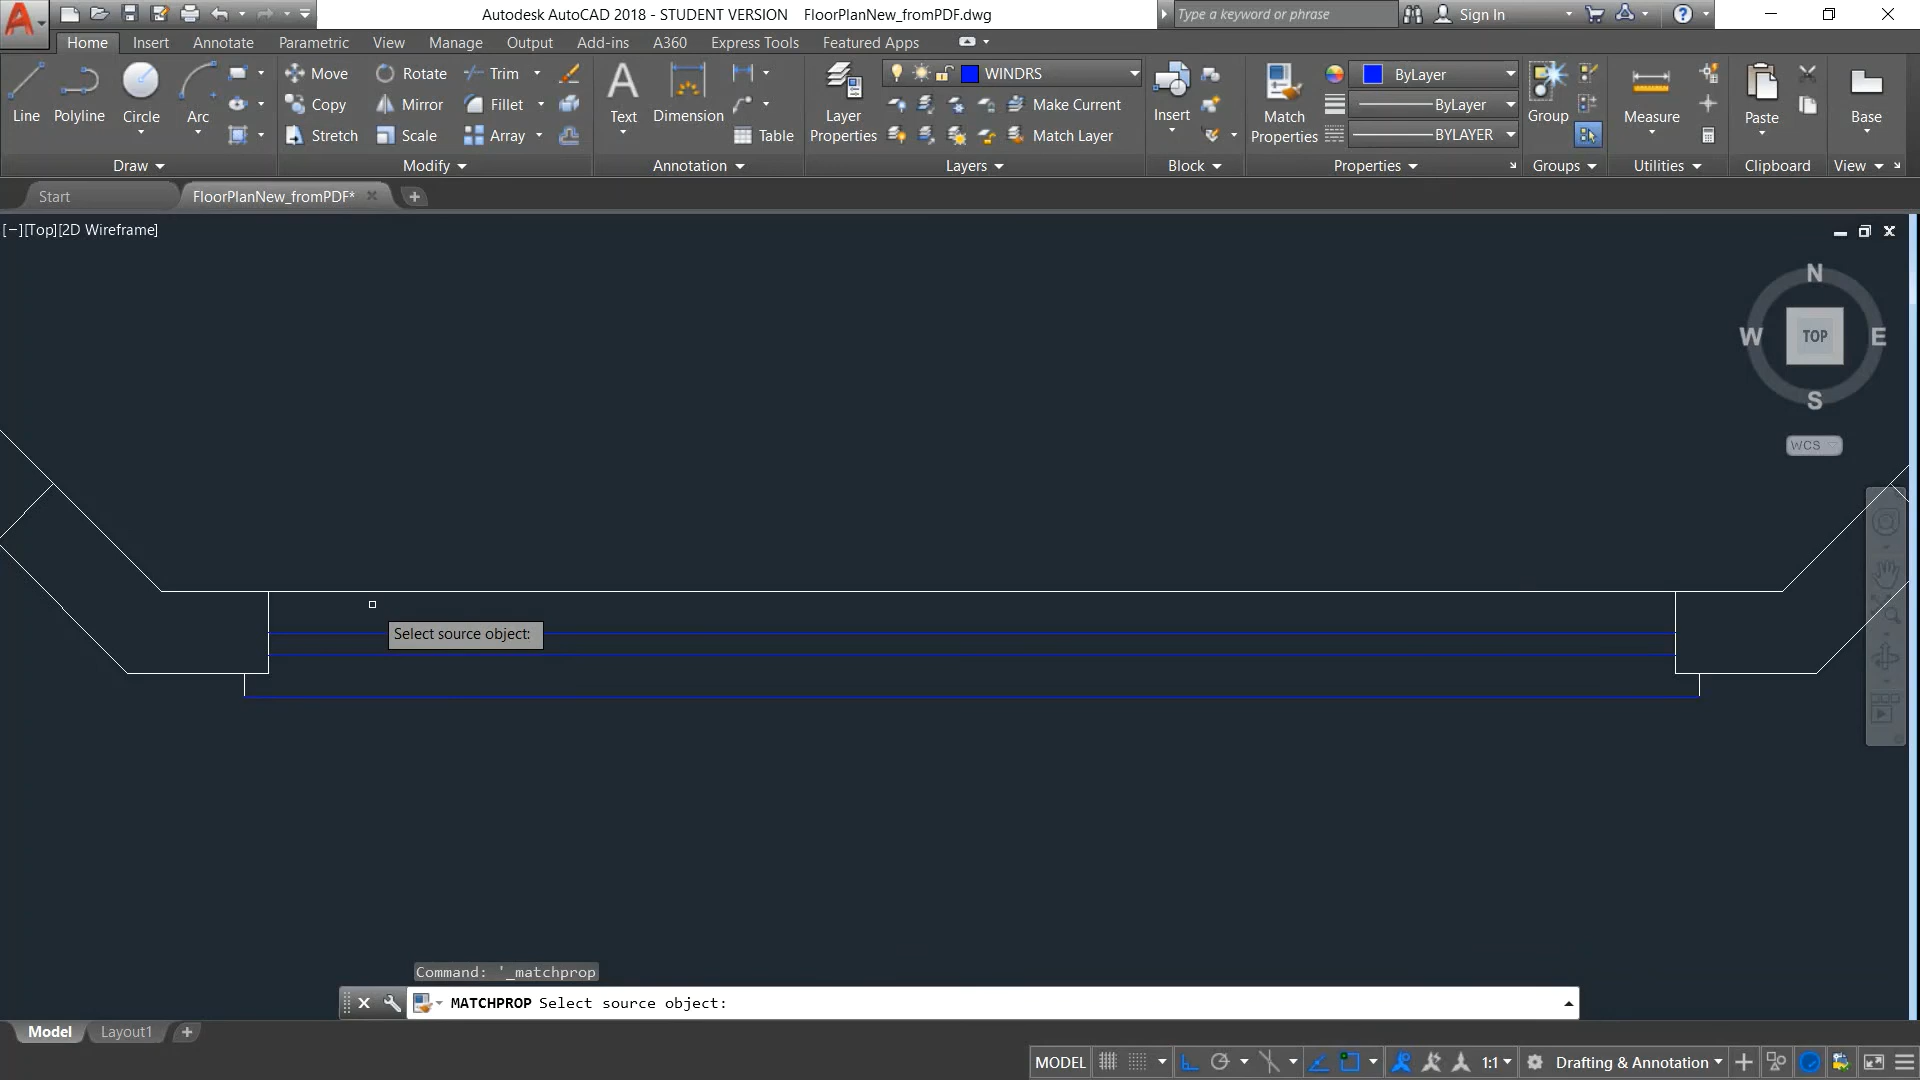 Autodesk AutoCAD 2018 - STUDENT VERSION FloorPlanNew_fromPDF.dwg
Type a keyword or phrase
Sign In
Home Insert Annotate Parametric View Manage Output Add-ins A360 Express Tools Featured Apps
Line Polyline Circle Arc
Move Rotate Trim
Copy Mirror Fillet
Stretch Scale Array
Text Dimension Table
Layer Properties
WINDRS
Make Current
Match Layer
Insert
Match Properties
ByLayer
ByLayer
BYLAYER
Group Measure Paste Base
Draw Modify Annotation Layers Block Properties Groups Utilities Clipboard View
Start FloorPlanNew_fromPDF*
[−][Top][2D Wireframe]
N
W TOP E
S
WCS
Select source object:
Command: '_matchprop
MATCHPROP Select source object:
Model Layout1
MODEL 1:1 Drafting & Annotation